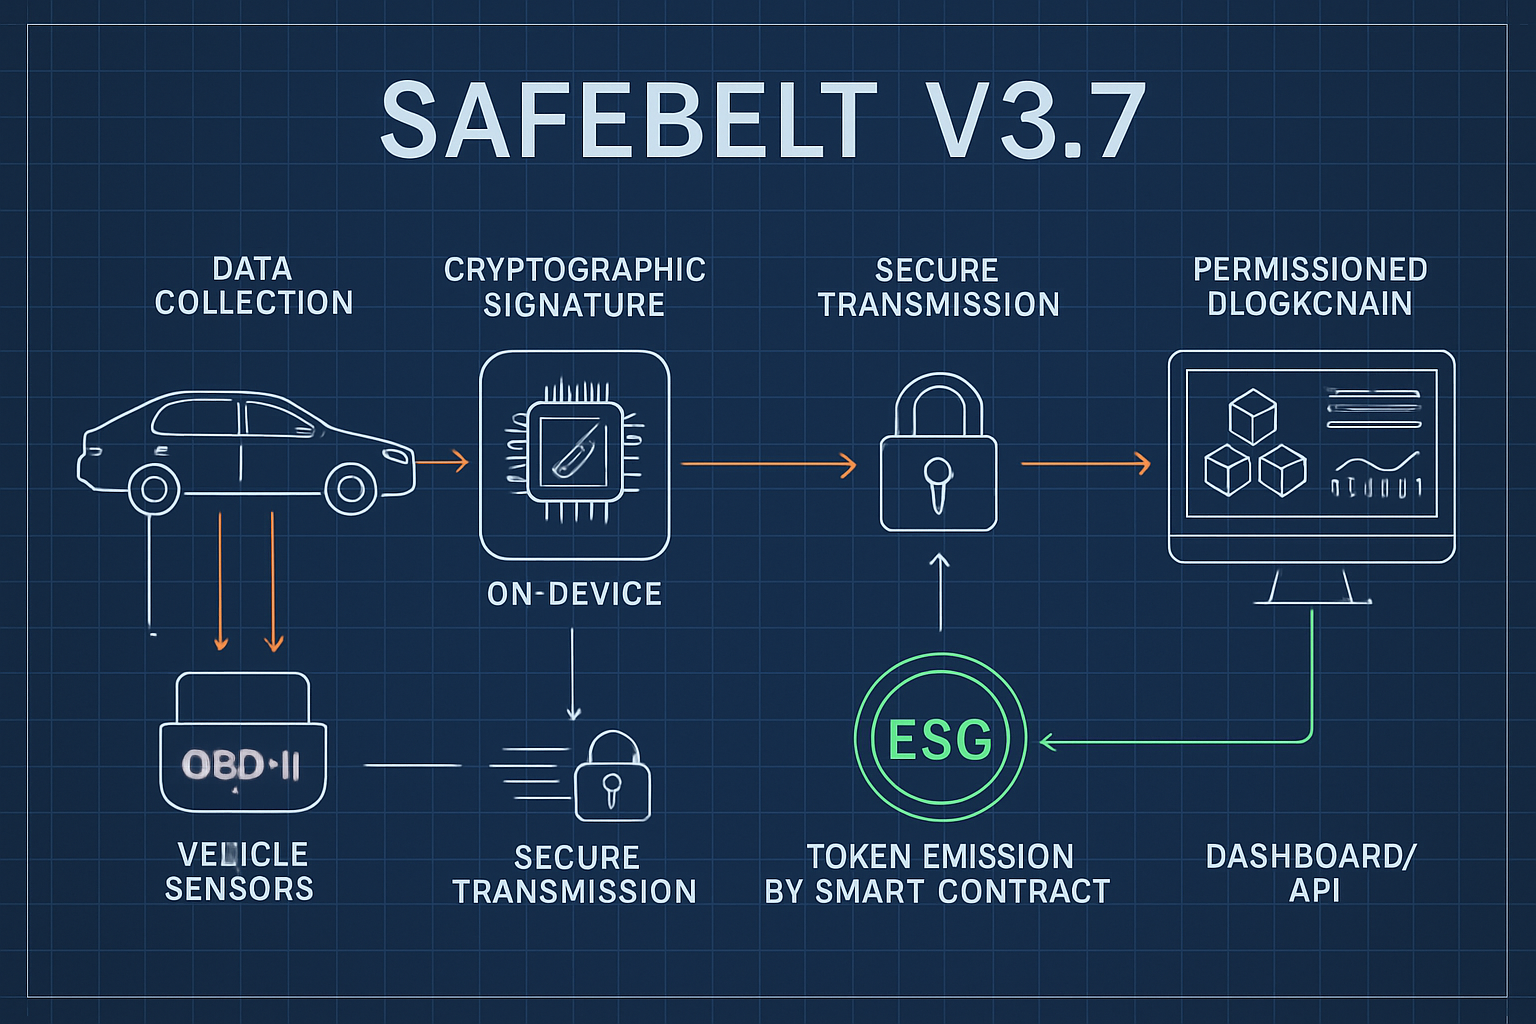 SAFEBELT V3.7
DATA
COLLECTION
CRYPTOGRAPHIC
SIGNATURE
SECURE
TRANSMISSION
PERMISSIONED
DLOGKCNAIN
ON-DEVICE
OBD·II
ESG
VEHICLE
SENSORS
SECURE
TRANSMISSION
TOKEN EMISSION
BY SMART CONTRACT
DASHBOARD/
API